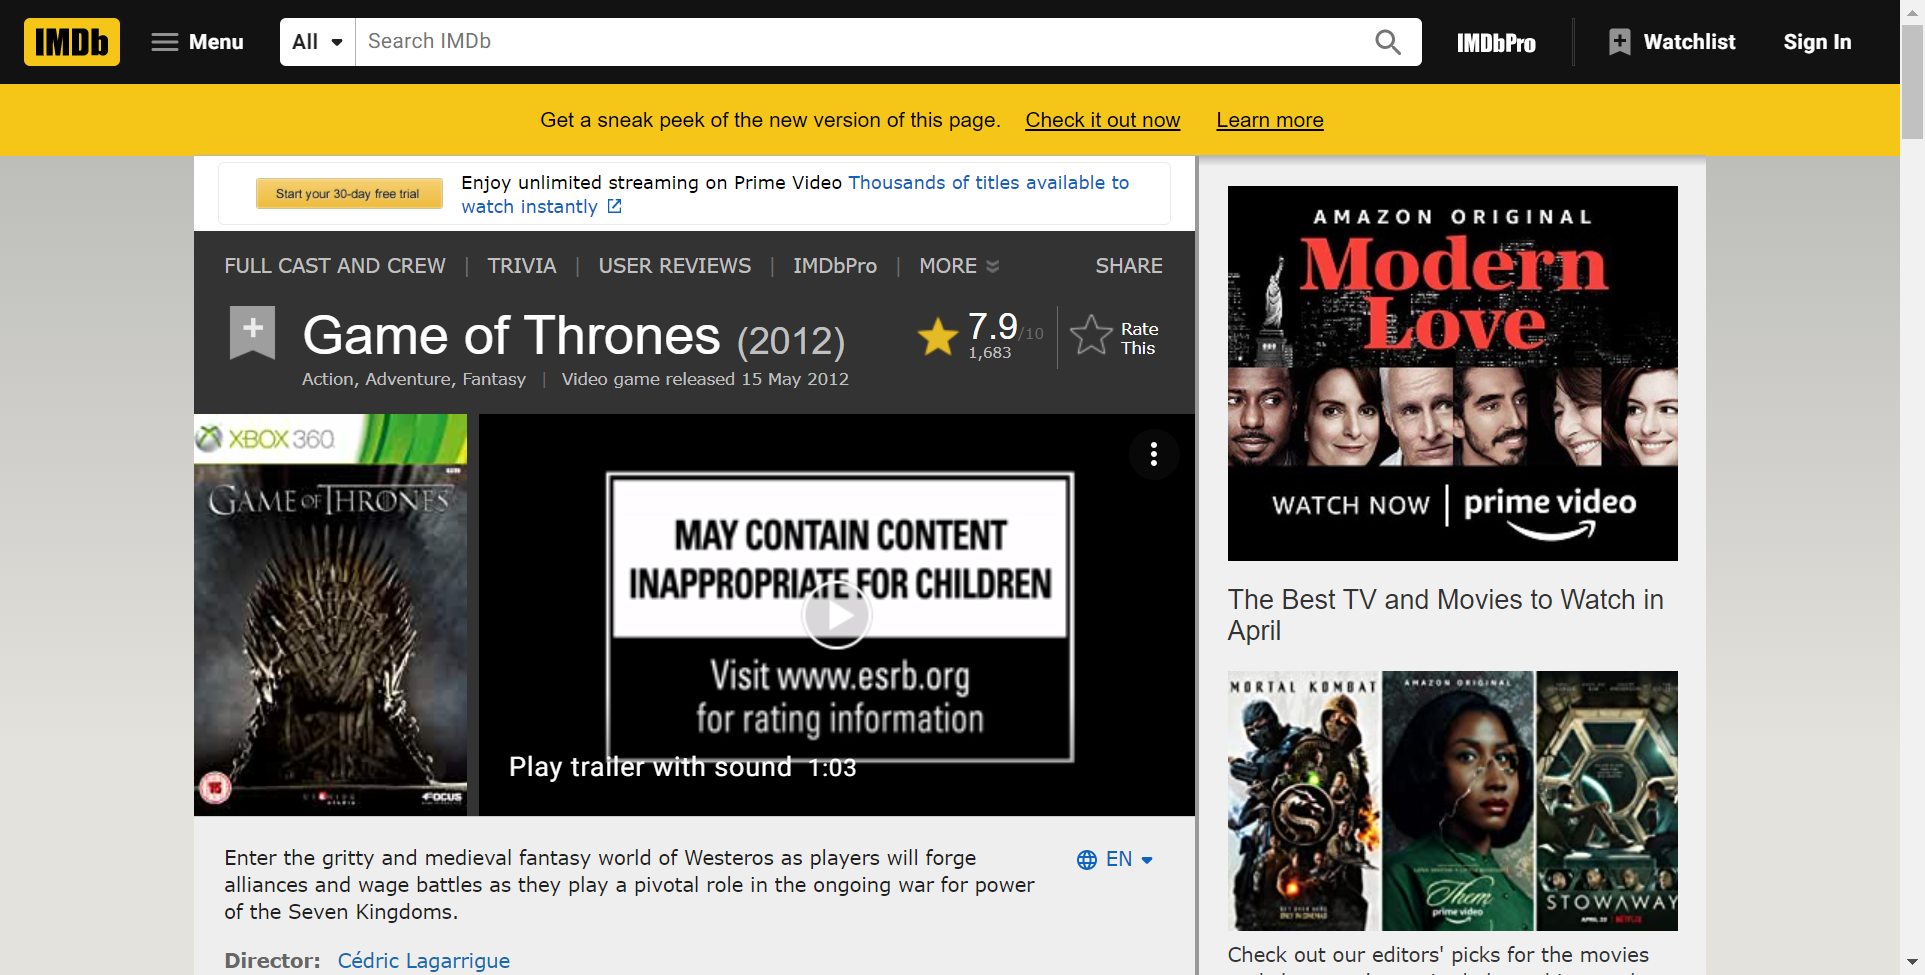 IMDb
Menu
All
Search IMDb
IMDbPro
Watchlist
Sign In
Get a sneak peek of the new version of this page. Check it out now Learn more
Start your 30-day free trial
Enjoy unlimited streaming on Prime Video Thousands of titles available to
watch instantly
FULL CAST AND CREW | TRIVIA | USER REVIEWS | IMDbPro | MORE SHARE
Game of Thrones (2012)
7.9/10
1,683
Rate
This
Action, Adventure, Fantasy | Video game released 15 May 2012
XBOX 360
GAME OF THRONES
15
FOCUS
MAY CONTAIN CONTENT
INAPPROPRIATE FOR CHILDREN
Visit www.esrb.org
for rating information
Play trailer with sound 1:03
Enter the gritty and medieval fantasy world of Westeros as players will forge
alliances and wage battles as they play a pivotal role in the ongoing war for power
of the Seven Kingdoms.
EN
Director: Cédric Lagarrigue
AMAZON ORIGINAL
Modern
Love
WATCH NOW | prime video
The Best TV and Movies to Watch in
April
MORTAL KOMBAT
AMAZON ORIGINAL
Them
prime video
STOWAWAY
APRIL 22 NETFLIX
Check out our editors' picks for the movies